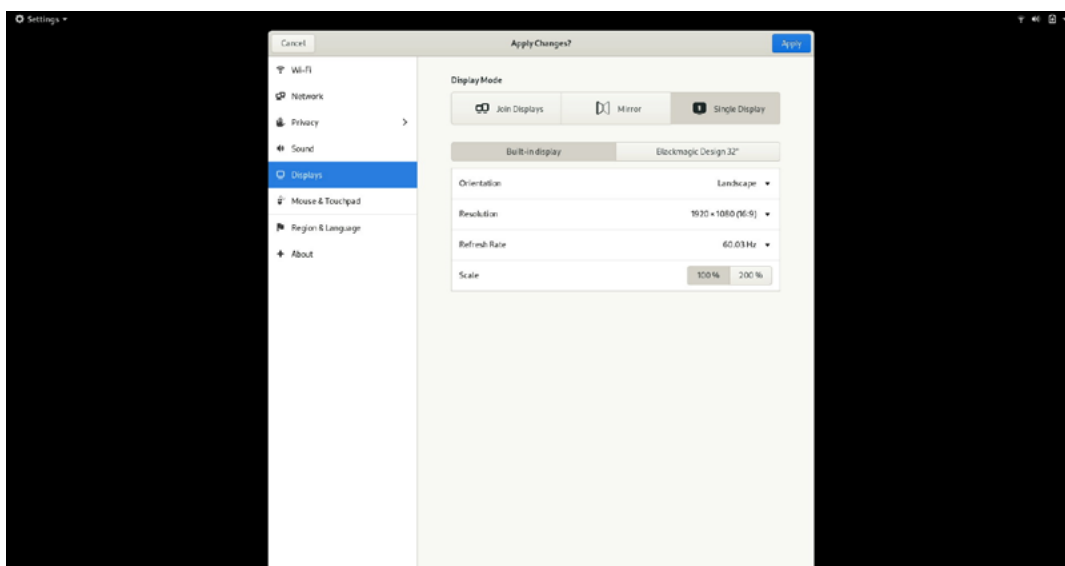 Settings
Cancel
Apply Changes?
Apply
Wi-Fi
Network
Privacy
Sound
Displays
Mouse & Touchpad
Region & Language
About
Display Mode
Join Displays
Mirror
1 Single Display
Built-in display
Blackmagic Design 32"
Orientation
Landscape
Resolution
1920 × 1080 (16:9)
Refresh Rate
60.03 Hz
Scale
100 %
200 %